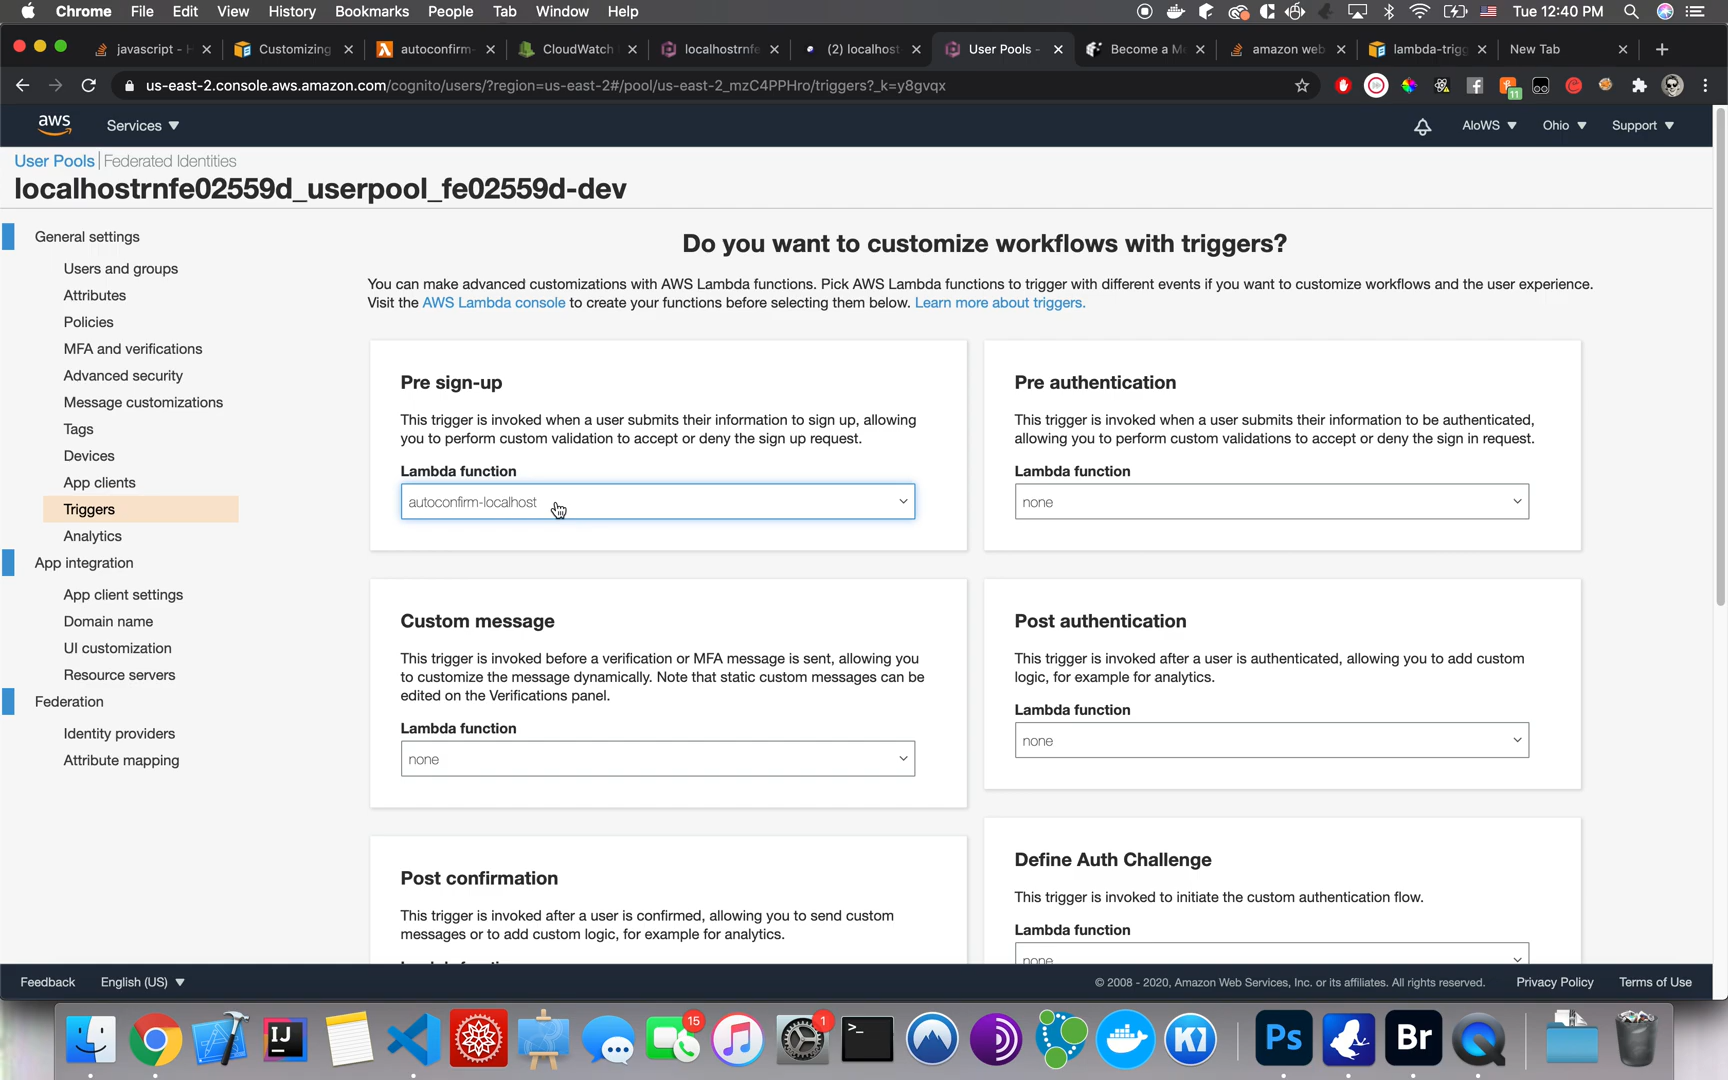 Chrome File Edit View History Bookmarks People Tab Window Help Tue 12:40 PM
javascript - H Customizing autoconfirm- CloudWatch localhostrnfe (2) localhost User Pools - Become a M amazon web lambda-trigg New Tab
us-east-2.console.aws.amazon.com/cognito/users/?region=us-east-2#/pool/us-east-2_mzC4PPHro/triggers?_k=y8gvqx
11
aws Services AloWS Ohio Support
User Pools | Federated Identities
localhostrnfe02559d_userpool_fe02559d-dev
General settings
Users and groups
Attributes
Policies
MFA and verifications
Advanced security
Message customizations
Tags
Devices
App clients
Triggers
Analytics
App integration
App client settings
Domain name
UI customization
Resource servers
Federation
Identity providers
Attribute mapping
Do you want to customize workflows with triggers?
You can make advanced customizations with AWS Lambda functions. Pick AWS Lambda functions to trigger with different events if you want to customize workflows and the user experience.
Visit the AWS Lambda console to create your functions before selecting them below. Learn more about triggers.
Pre sign-up
This trigger is invoked when a user submits their information to sign up, allowing
you to perform custom validation to accept or deny the sign up request.
Lambda function
autoconfirm-localhost
Pre authentication
This trigger is invoked when a user submits their information to be authenticated,
allowing you to perform custom validations to accept or deny the sign in request.
Lambda function
none
Custom message
This trigger is invoked before a verification or MFA message is sent, allowing you
to customize the message dynamically. Note that static custom messages can be
edited on the Verifications panel.
Lambda function
none
Post authentication
This trigger is invoked after a user is authenticated, allowing you to add custom
logic, for example for analytics.
Lambda function
none
Post confirmation
This trigger is invoked after a user is confirmed, allowing you to send custom
messages or to add custom logic, for example for analytics.
Lambda function
Define Auth Challenge
This trigger is invoked to initiate the custom authentication flow.
Lambda function
none
Feedback English (US) © 2008 - 2020, Amazon Web Services, Inc. or its affiliates. All rights reserved. Privacy Policy Terms of Use
IJ 15 1 >_ K1 Ps Br